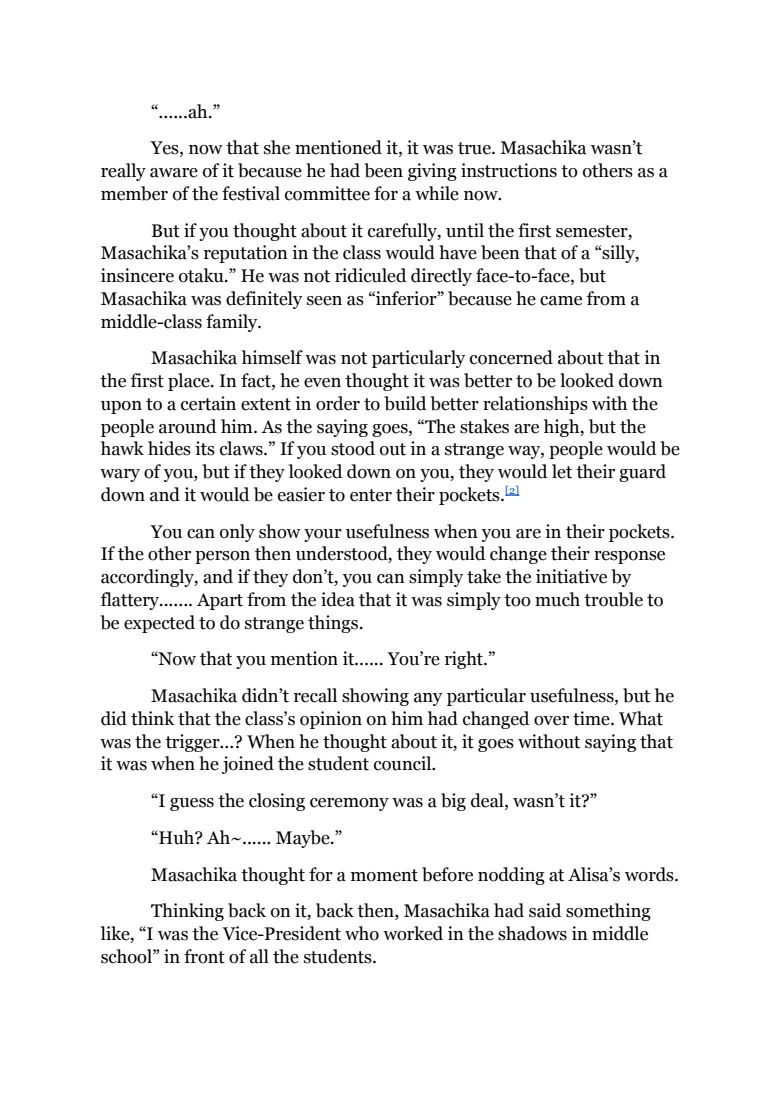 “......ah.”
Yes, now that she mentioned it, it was true. Masachika wasn’t
really aware of it because he had been giving instructions to others as a
member of the festival committee for a while now.
But if you thought about it carefully, until the first semester,
Masachika’s reputation in the class would have been that of a “silly,
insincere otaku.” He was not ridiculed directly face-to-face, but
Masachika was definitely seen as “inferior” because he came from a
middle-class family.
Masachika himself was not particularly concerned about that in
the first place. In fact, he even thought it was better to be looked down
upon to a certain extent in order to build better relationships with the
people around him. As the saying goes, “The stakes are high, but the
hawk hides its claws.” If you stood out in a strange way, people would be
wary of you, but if they looked down on you, they would let their guard
down and it would be easier to enter their pockets.[2]
You can only show your usefulness when you are in their pockets.
If the other person then understood, they would change their response
accordingly, and if they don’t, you can simply take the initiative by
flattery....... Apart from the idea that it was simply too much trouble to
be expected to do strange things.
“Now that you mention it...... You’re right.”
Masachika didn’t recall showing any particular usefulness, but he
did think that the class’s opinion on him had changed over time. What
was the trigger...? When he thought about it, it goes without saying that
it was when he joined the student council.
“I guess the closing ceremony was a big deal, wasn’t it?”
“Huh? Ah~...... Maybe.”
Masachika thought for a moment before nodding at Alisa’s words.
Thinking back on it, back then, Masachika had said something
like, “I was the Vice-President who worked in the shadows in middle
school” in front of all the students.